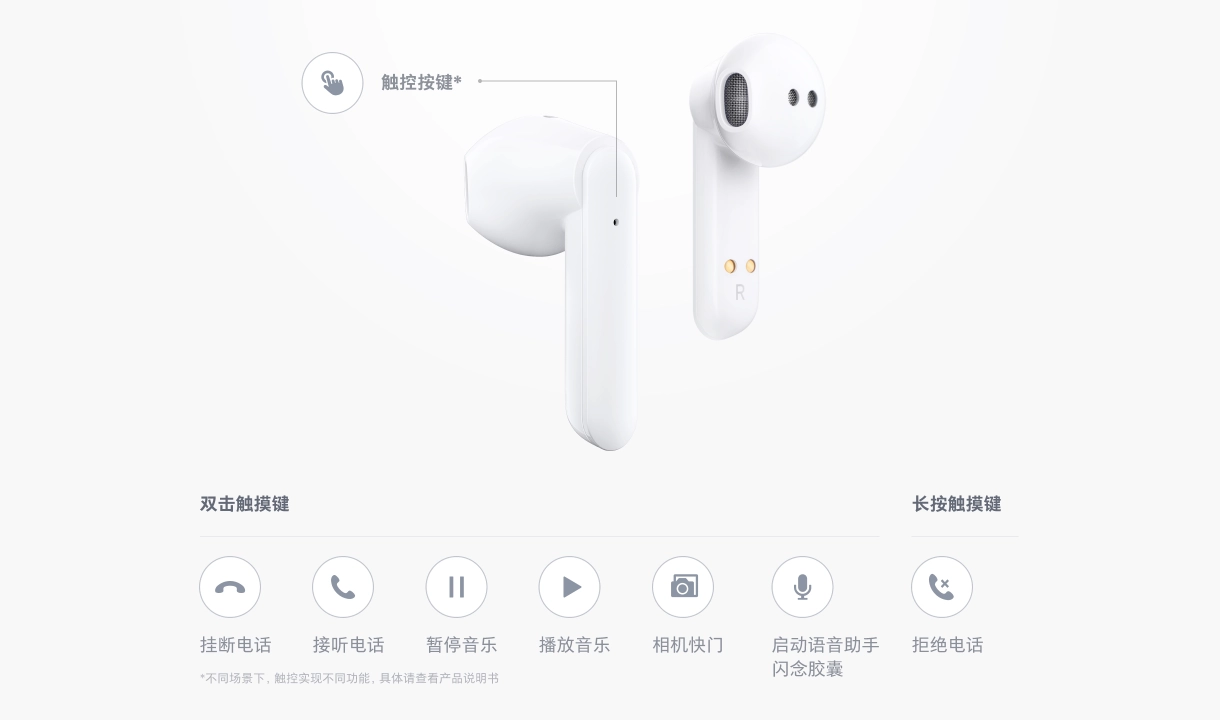 触控按键*
R
双击触摸键
长按触摸键
挂断电话
接听电话
暂停音乐
播放音乐
相机快门
启动语音助手
闪念胶囊
拒绝电话
*不同场景下，触控实现不同功能，具体请查看产品说明书